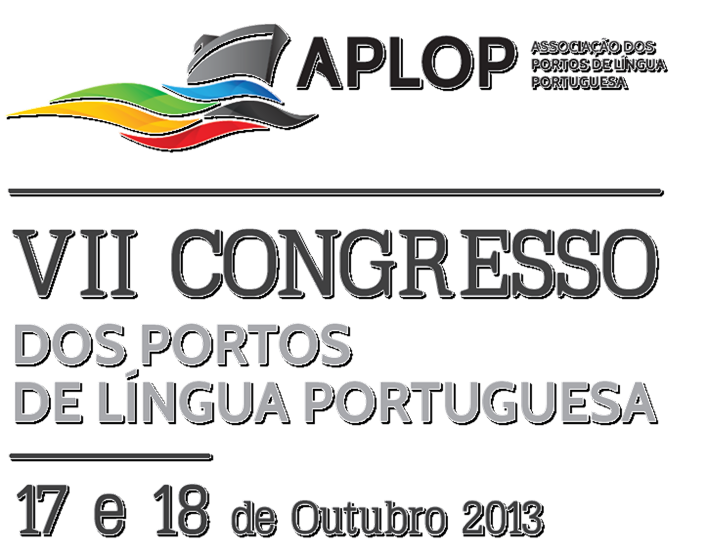 APLOP
ASSOCIAÇÃO DOS
PORTOS DE LÍNGUA
PORTUGUESA
VII CONGRESSO
DOS PORTOS
DE LÍNGUA PORTUGUESA
17 e 18 de Outubro 2013